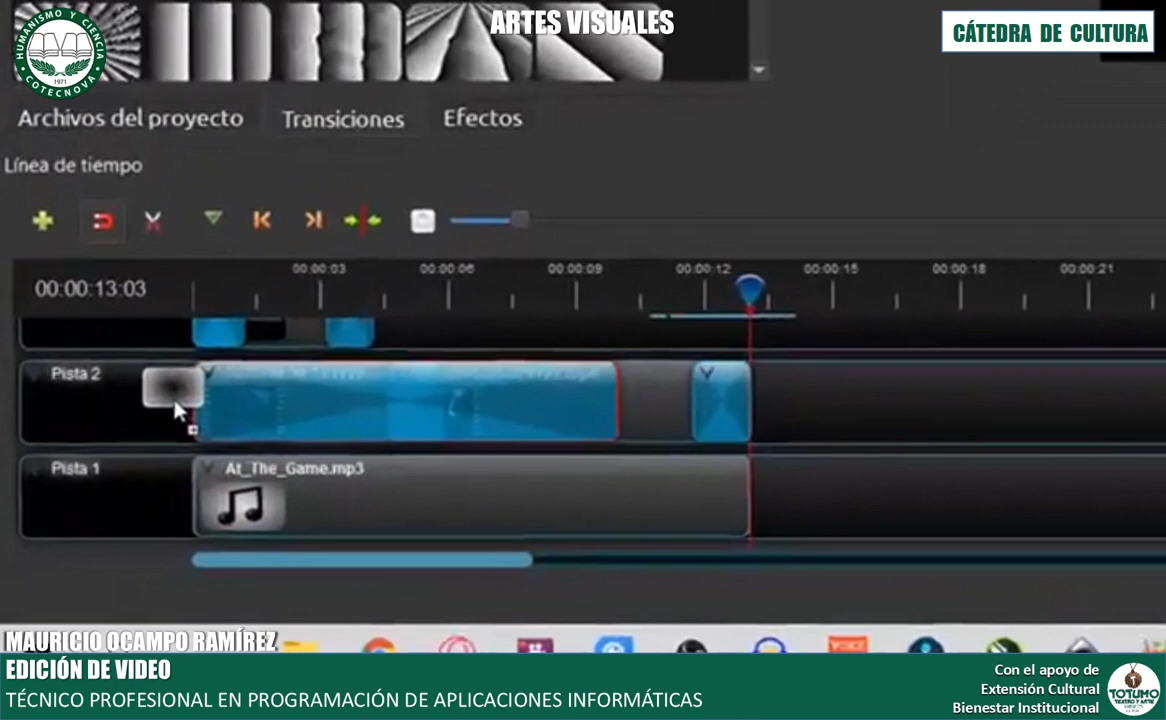 ARTES VISUALES
CÁTEDRA DE CULTURA
HUMANISMO Y CIENCIA
1971
COTECNOVA
Archivos del proyecto
Transiciones
Efectos
Línea de tiempo
00:00:03
00:00:06
00:00:09
00:00:12
00:00:15
00:00:18
00:00:21
00:00:13:03
Pista 2
Pista 1
At_The_Game.mp3
MAURICIO OCAMPO RAMÍREZ
EDICIÓN DE VIDEO
TÉCNICO PROFESIONAL EN PROGRAMACIÓN DE APLICACIONES INFORMÁTICAS
Con el apoyo de
Extensión Cultural
Bienestar Institucional
TOTUMO
TEATRO Y ARTE